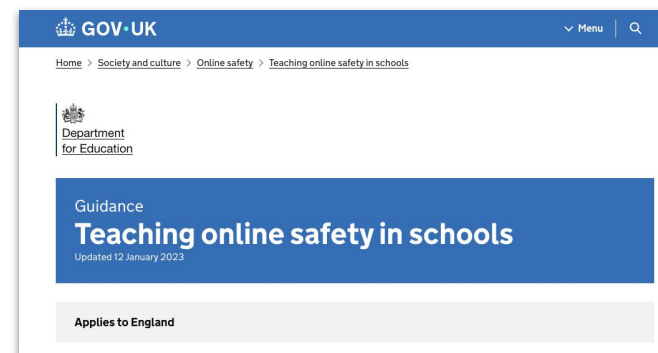 GOV•UK
Menu
Home > Society and culture > Online safety > Teaching online safety in schools
Department
for Education
Guidance
Teaching online safety in schools
Updated 12 January 2023
Applies to England